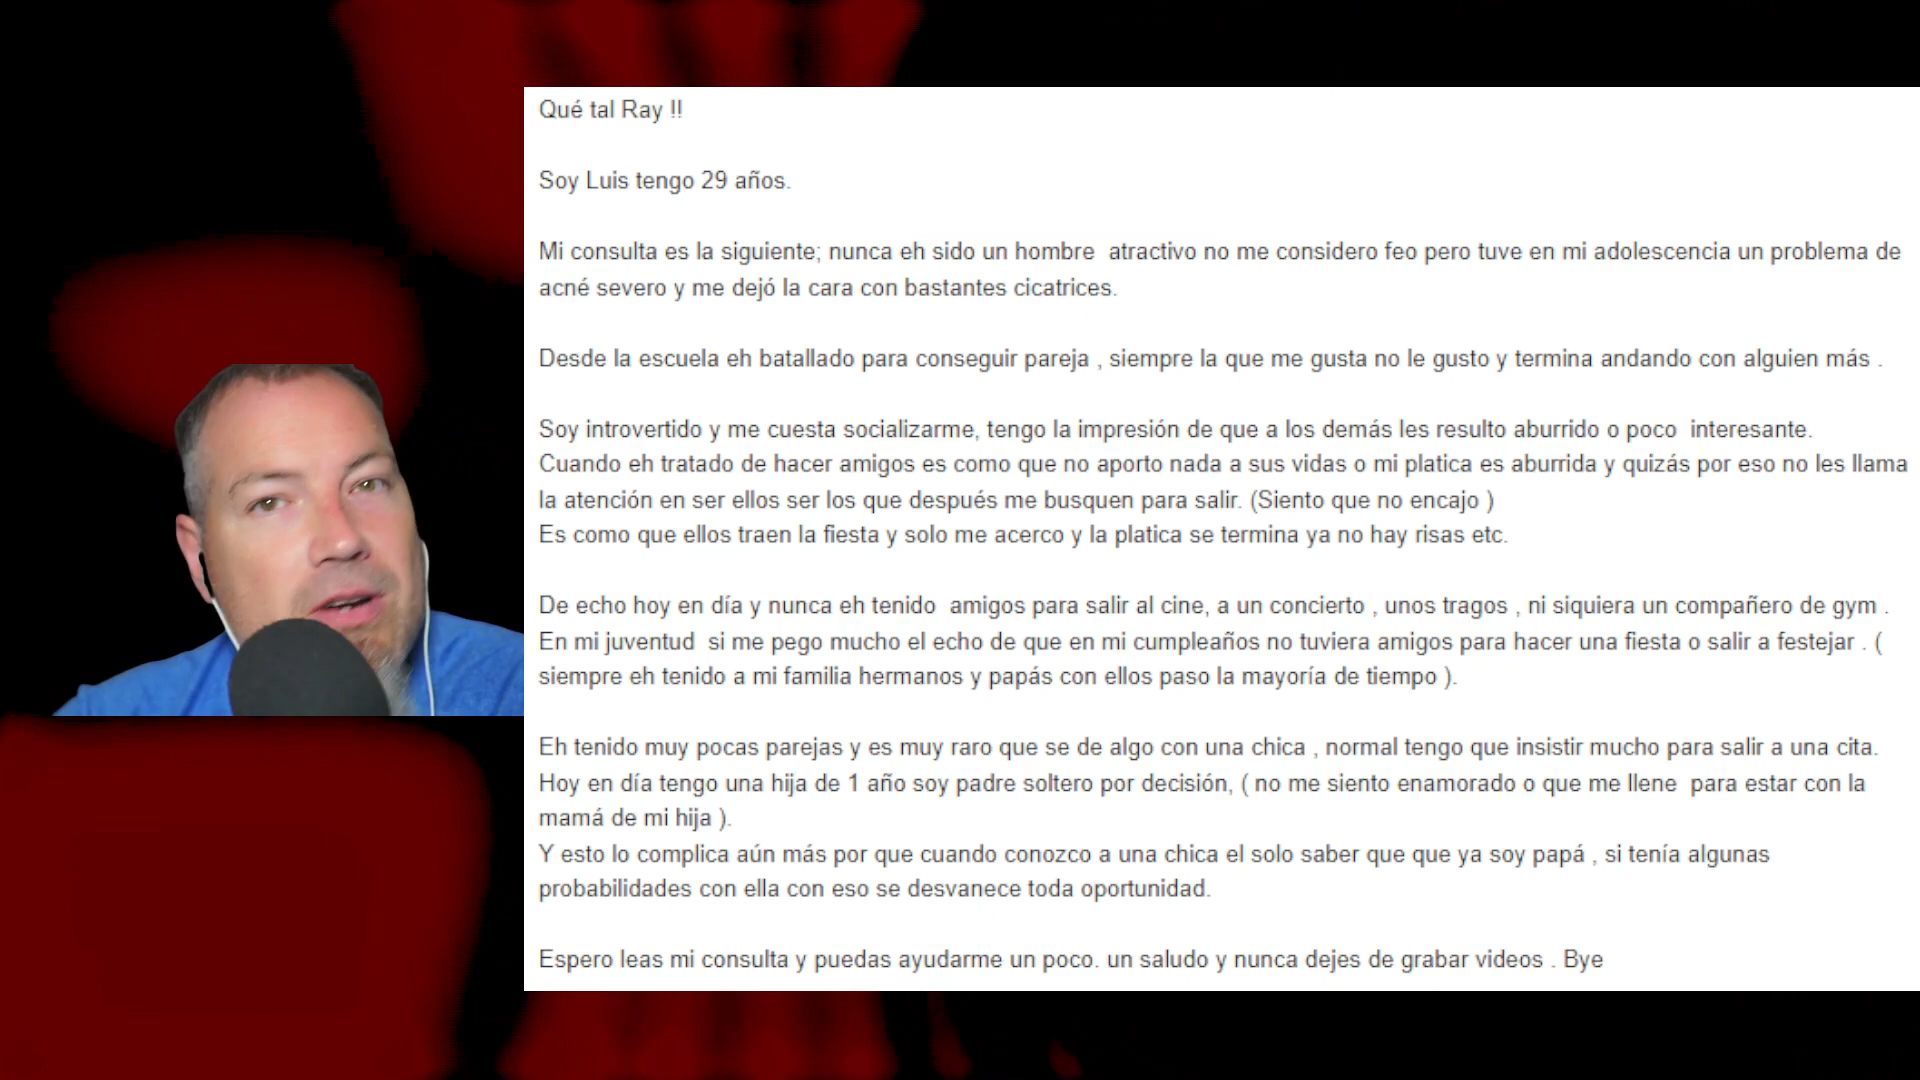 Qué tal Ray !!
Soy Luis tengo 29 años.
Mi consulta es la siguiente; nunca eh sido un hombre  atractivo no me considero feo pero tuve en mi adolescencia un problema de
acné severo y me dejó la cara con bastantes cicatrices.
Desde la escuela eh batallado para conseguir pareja , siempre la que me gusta no le gusto y termina andando con alguien más .
Soy introvertido y me cuesta socializarme, tengo la impresión de que a los demás les resulto aburrido o poco  interesante.
Cuando eh tratado de hacer amigos es como que no aporto nada a sus vidas o mi platica es aburrida y quizás por eso no les llama
la atención en ser ellos ser los que después me busquen para salir. (Siento que no encajo )
Es como que ellos traen la fiesta y solo me acerco y la platica se termina ya no hay risas etc.
De echo hoy en día y nunca eh tenido  amigos para salir al cine, a un concierto , unos tragos , ni siquiera un compañero de gym .
En mi juventud  si me pego mucho el echo de que en mi cumpleaños no tuviera amigos para hacer una fiesta o salir a festejar . (
siempre eh tenido a mi familia hermanos y papás con ellos paso la mayoría de tiempo ).
Eh tenido muy pocas parejas y es muy raro que se de algo con una chica , normal tengo que insistir mucho para salir a una cita.
Hoy en día tengo una hija de 1 año soy padre soltero por decisión, ( no me siento enamorado o que me llene  para estar con la
mamá de mi hija ).
Y esto lo complica aún más por que cuando conozco a una chica el solo saber que que ya soy papá , si tenía algunas
probabilidades con ella con eso se desvanece toda oportunidad.
Espero leas mi consulta y puedas ayudarme un poco. un saludo y nunca dejes de grabar videos . Bye